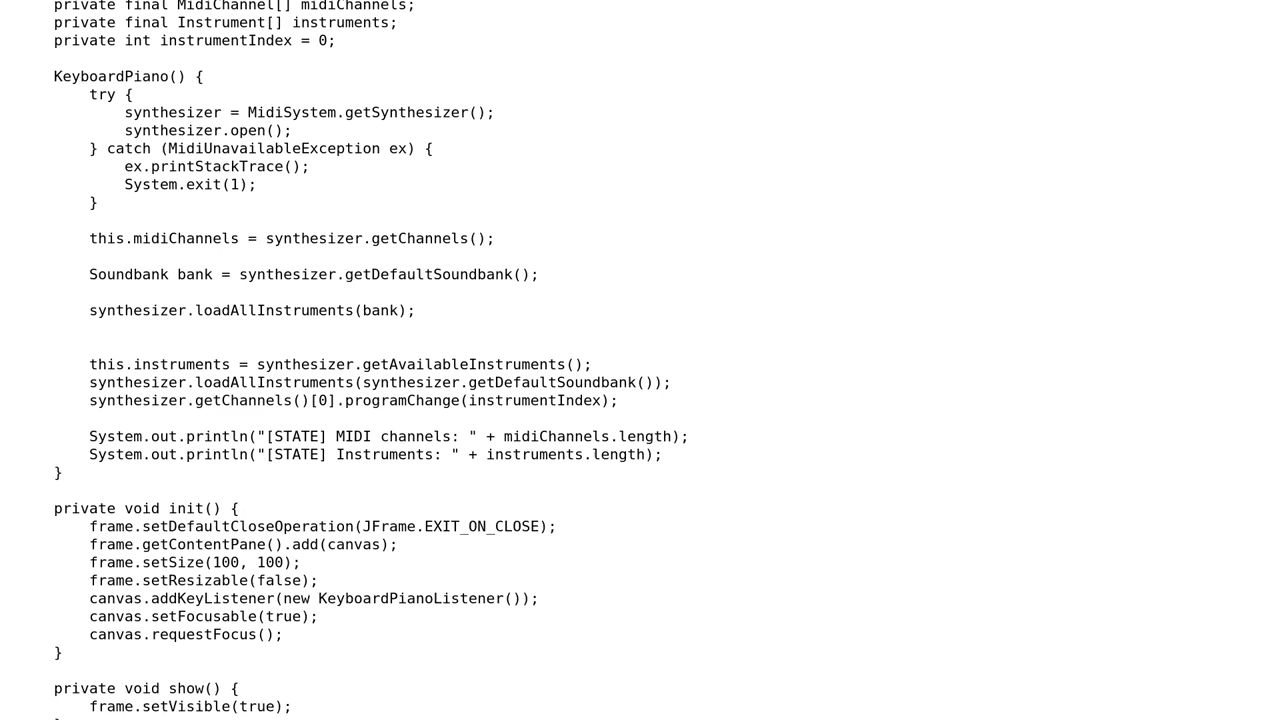 private final MidiChannel[] midiChannels;
private final Instrument[] instruments;
private int instrumentIndex = 0;
KeyboardPiano() {
try {
synthesizer = MidiSystem.getSynthesizer();
synthesizer.open();
} catch (MidiUnavailableException ex) {
ex.printStackTrace();
System.exit(1);
}
this.midiChannels = synthesizer.getChannels();
Soundbank bank = synthesizer.getDefaultSoundbank();
synthesizer.loadAllInstruments(bank);
this.instruments = synthesizer.getAvailableInstruments();
synthesizer.loadAllInstruments(synthesizer.getDefaultSoundbank());
synthesizer.getChannels()[0].programChange(instrumentIndex);
System.out.println("[STATE] MIDI channels: " + midiChannels.length);
System.out.println("[STATE] Instruments: " + instruments.length);
}
private void init() {
frame.setDefaultCloseOperation(JFrame.EXIT_ON_CLOSE);
frame.getContentPane().add(canvas);
frame.setSize(100, 100);
frame.setResizable(false);
canvas.addKeyListener(new KeyboardPianoListener());
canvas.setFocusable(true);
canvas.requestFocus();
}
private void show() {
frame.setVisible(true);